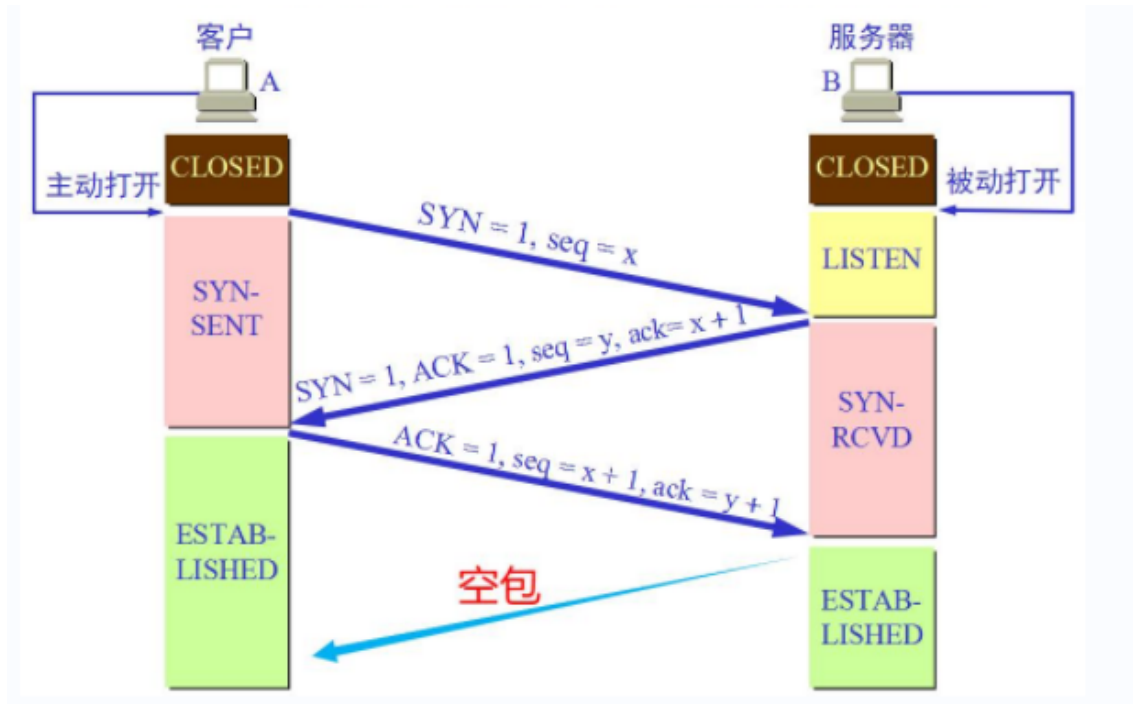 客户
服务器
A
B
CLOSED
CLOSED
主动打开
被动打开
SYN = 1, seq = x
LISTEN
SYN-
SENT
SYN = 1, ACK = 1, seq = y, ack= x + 1
SYN-
RCVD
ACK = 1, seq = x + 1, ack = y + 1
ESTAB-
LISHED
空包
ESTAB-
LISHED